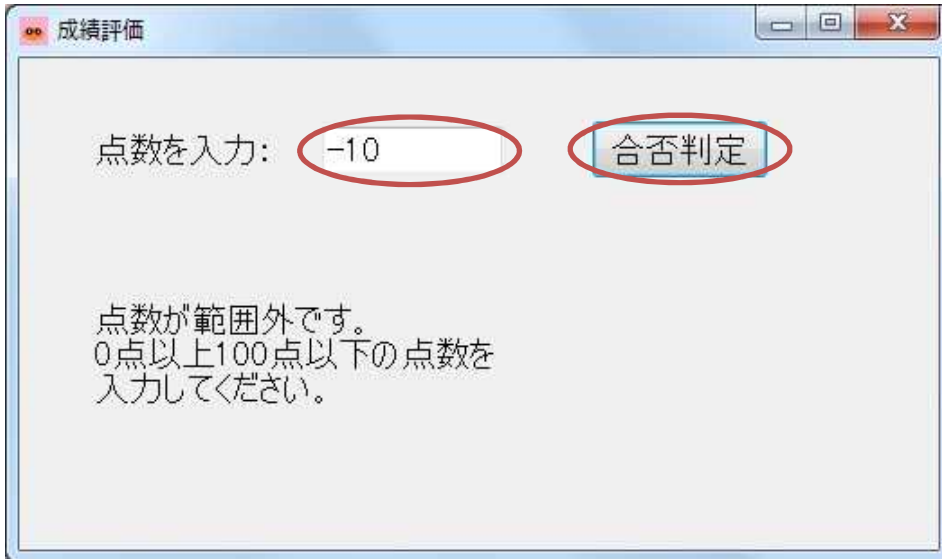 成績評価
点数を入力: -10 合否判定
点数が範囲外です。
0点以上100点以下の点数を
入力してください。